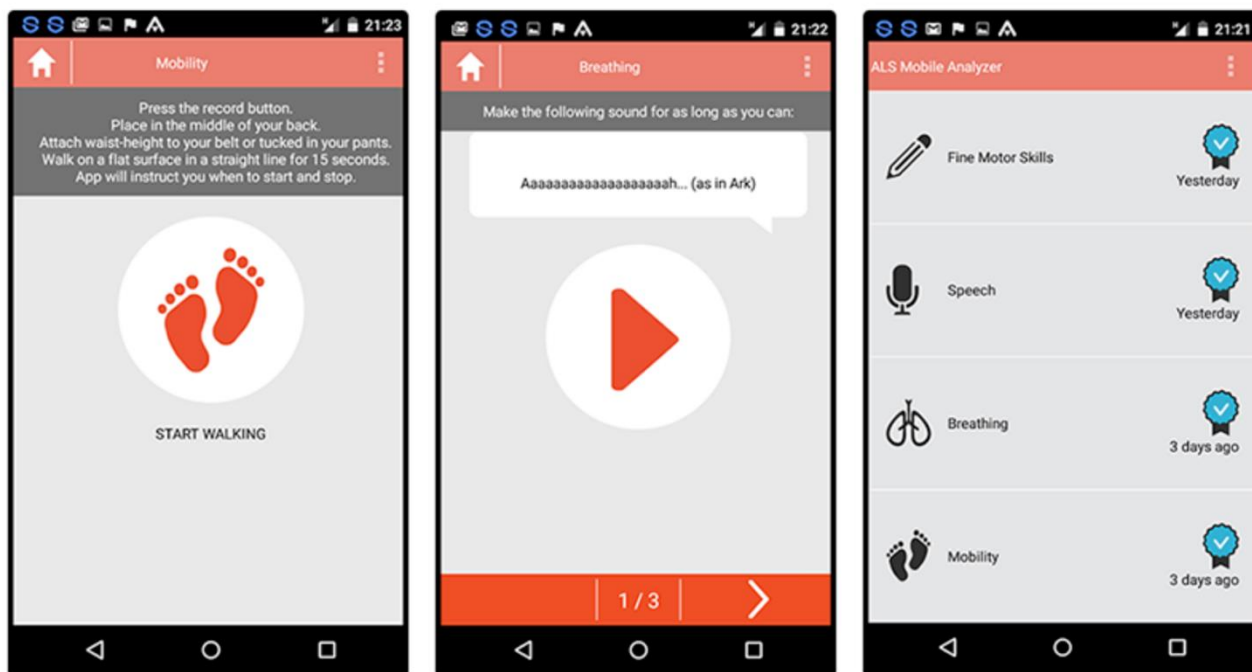 21:23
Mobility
Press the record button.
Place in the middle of your back.
Attach waist-height to your belt or tucked in your pants.
Walk on a flat surface in a straight line for 15 seconds.
App will instruct you when to start and stop.
START WALKING
21:22
Breathing
Make the following sound for as long as you can:
Aaaaaaaaaaaaaaaaaaah... (as in Ark)
1 / 3
21:21
ALS Mobile Analyzer
Fine Motor Skills
Yesterday
Speech
Yesterday
Breathing
3 days ago
Mobility
3 days ago